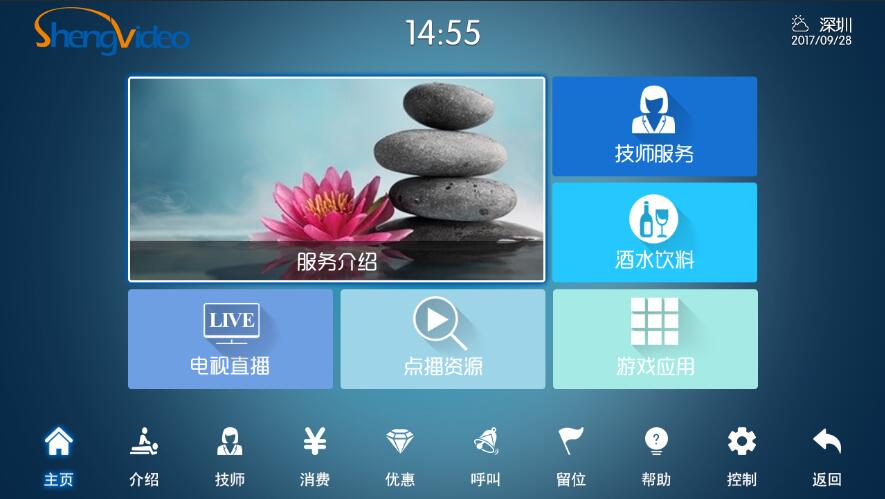 ShengVideo
14:55
深圳
2017/09/28
服务介绍
技师服务
酒水饮料
LIVE
电视直播
点播资源
游戏应用
主页
介绍
技师
消费
优惠
呼叫
留位
帮助
控制
返回